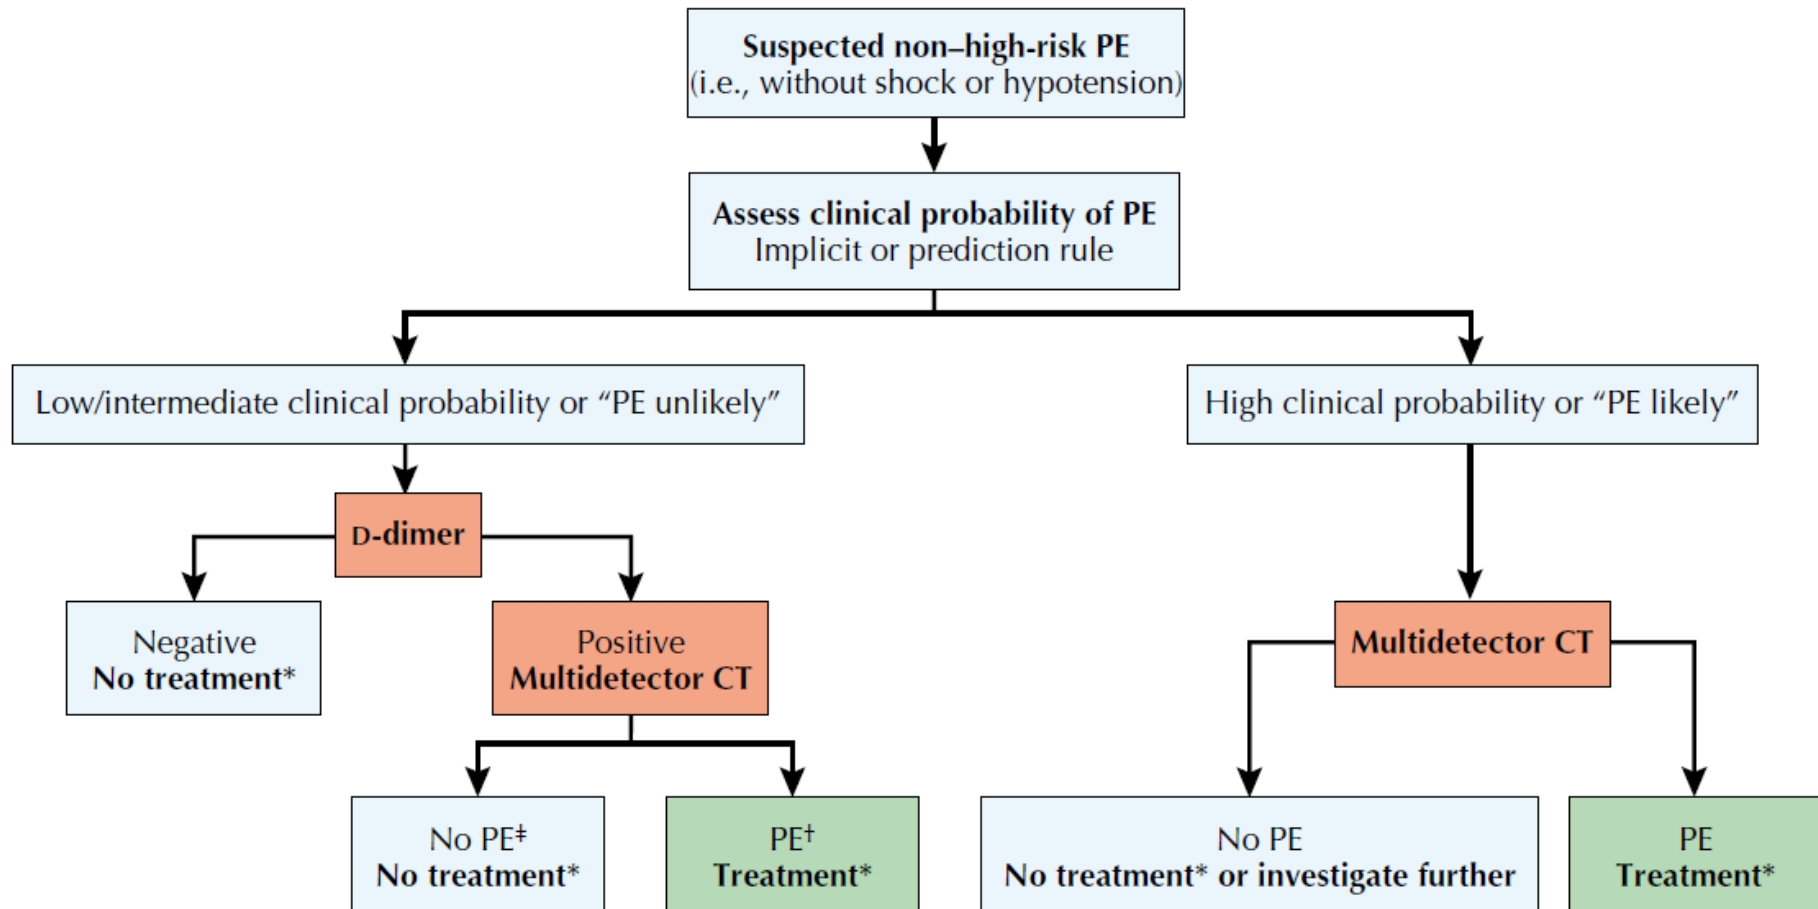 Suspected non–high-risk PE
(i.e., without shock or hypotension)
Assess clinical probability of PE
Implicit or prediction rule
Low/intermediate clinical probability or “PE unlikely”
High clinical probability or “PE likely”
D-dimer
Negative
No treatment*
Positive
Multidetector CT
Multidetector CT
No PE‡
No treatment*
PE†
Treatment*
No PE
No treatment* or investigate further
PE
Treatment*